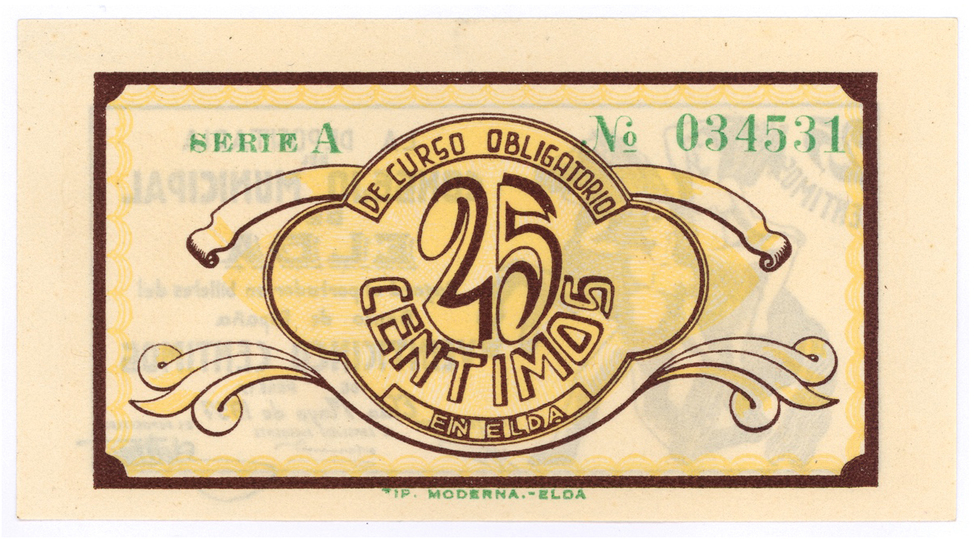 SERIE A
No 034531
DE CURSO OBLIGATORIO
25
CENTIMOS
EN ELDA
TIP. MODERNA.-ELDA